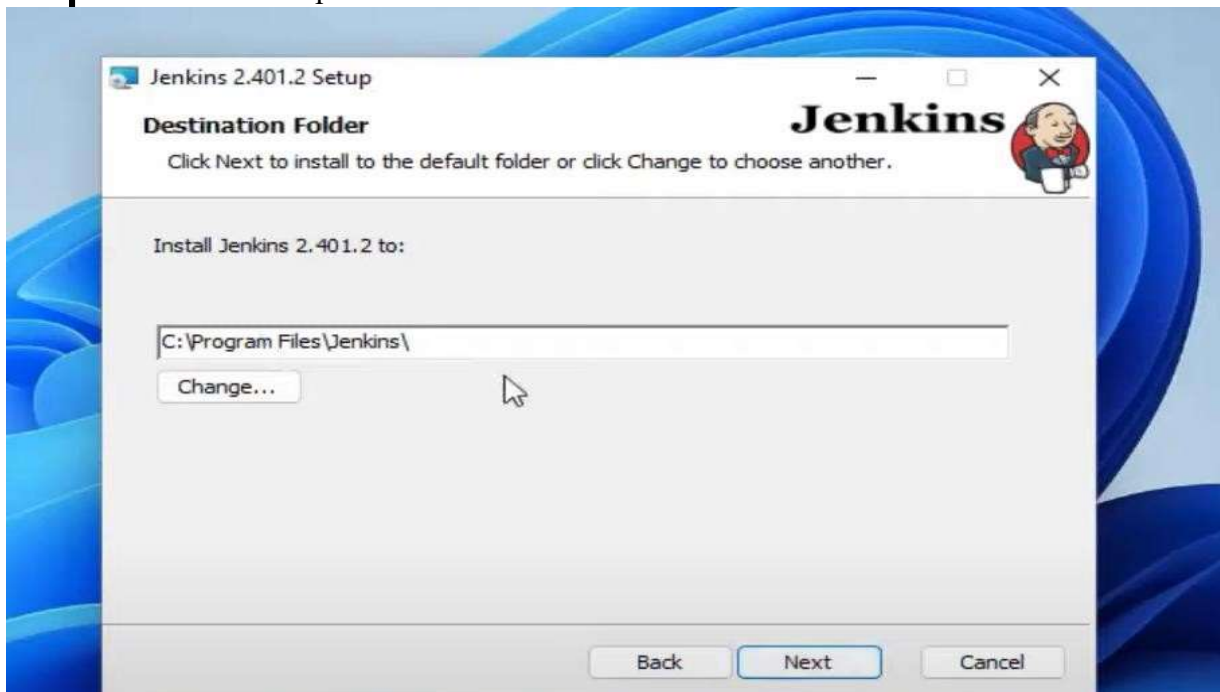 Jenkins 2.401.2 Setup
Destination Folder
Jenkins
Click Next to install to the default folder or click Change to choose another.
Install Jenkins 2.401.2 to:
C:\Program Files\Jenkins\
Change...
Back Next Cancel